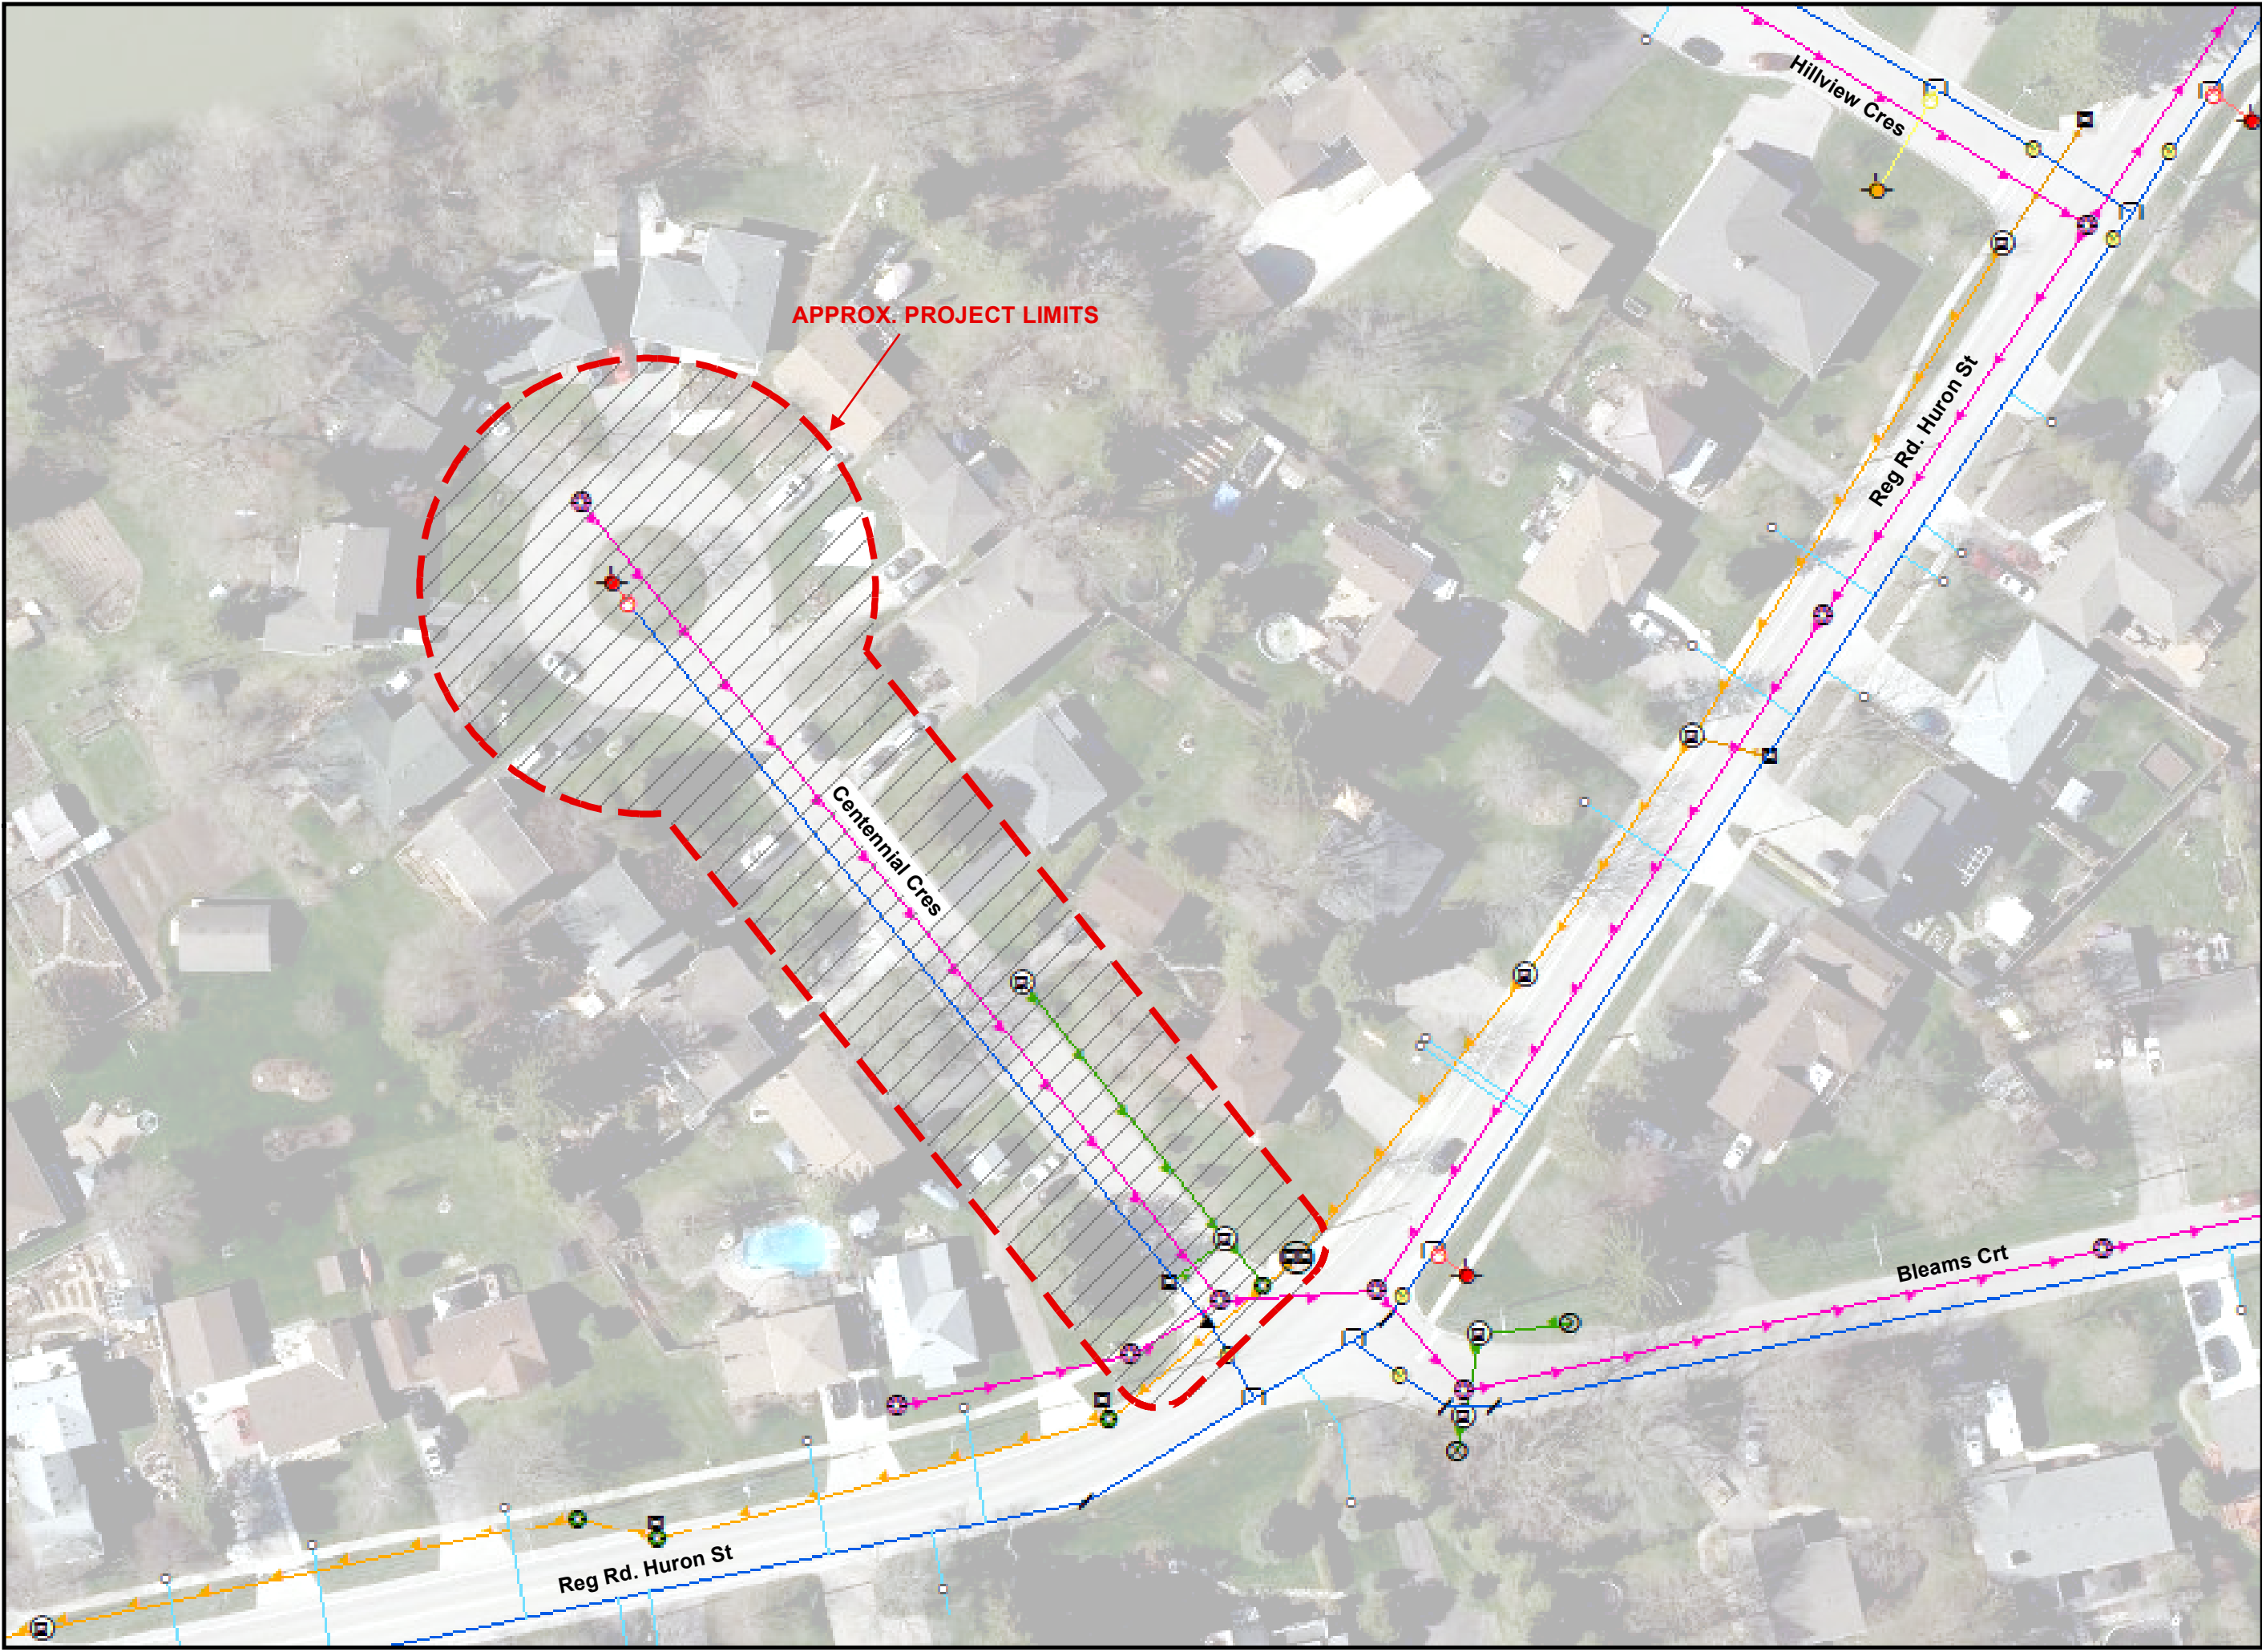 Hillview Cres
APPROX. PROJECT LIMITS
Reg Rd. Huron St
Centennial Cres
Bleams Crt
Reg Rd. Huron St